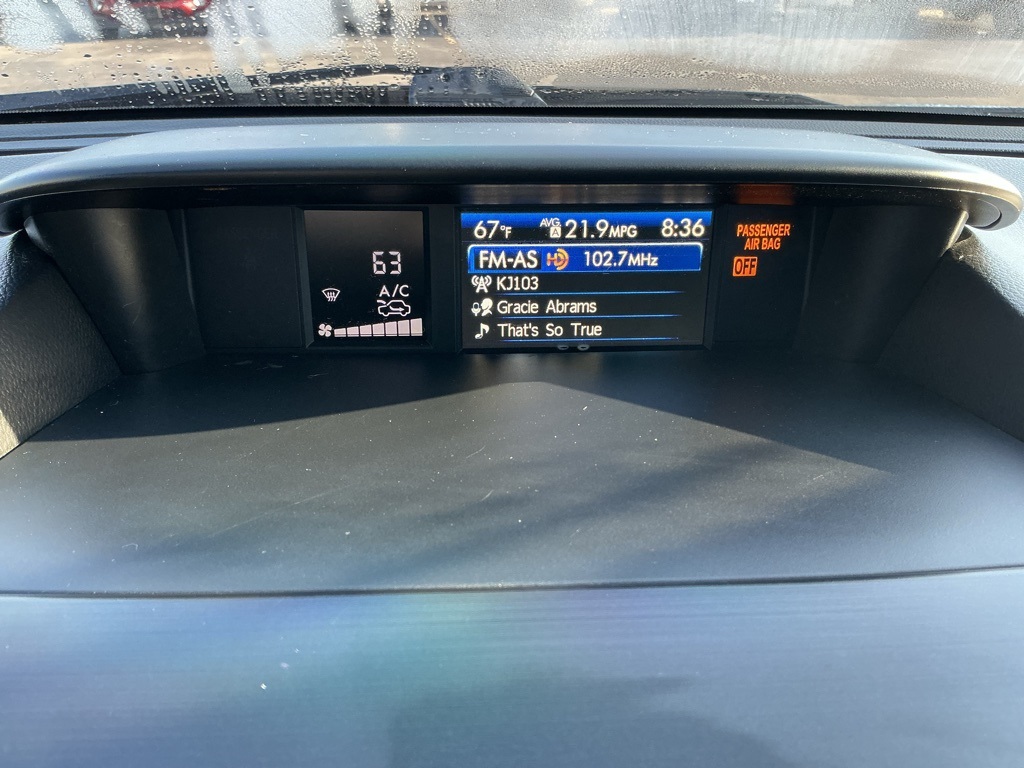 63
A/C
67°F AVG A 21.9MPG 8:36
FM-AS HD 102.7MHz
KJ103
Gracie Abrams
That's So True
PASSENGER
AIR BAG
OFF